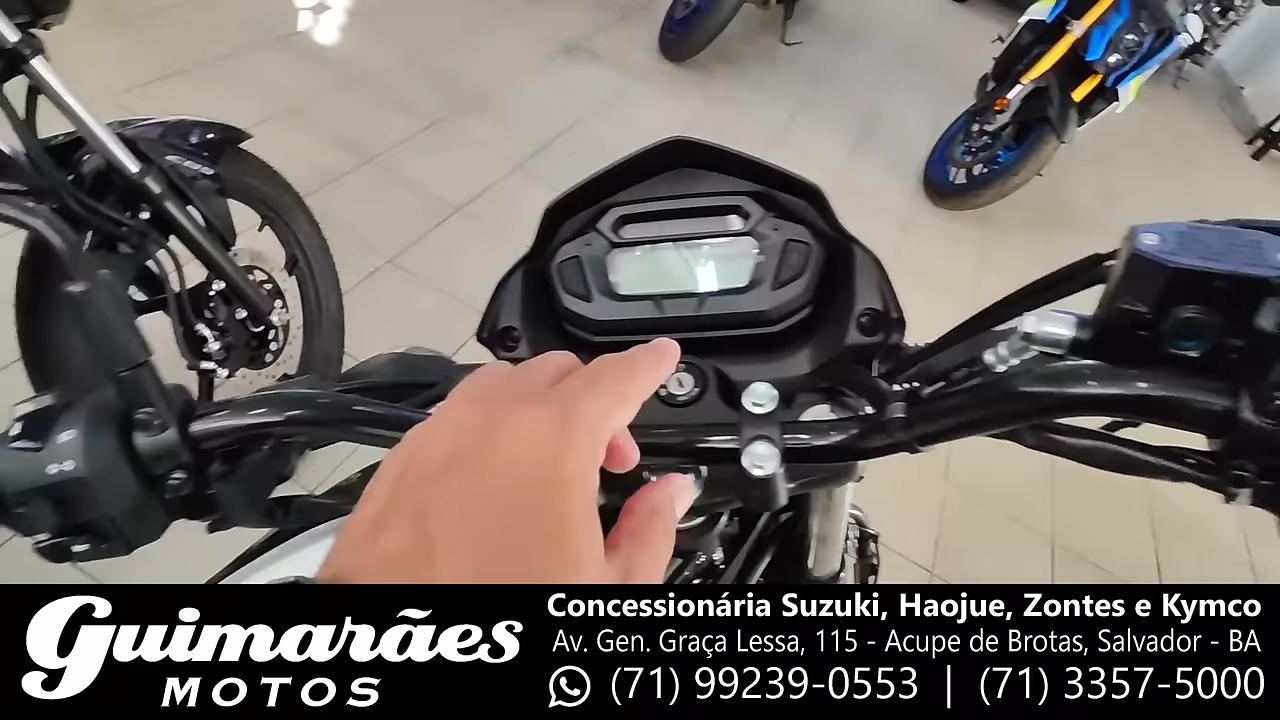 Guimarães
MOTOS
Concessionária Suzuki, Haojue, Zontes e Kymco
Av. Gen. Graça Lessa, 115 - Acupe de Brotas, Salvador - BA
(71) 99239-0553 | (71) 3357-5000